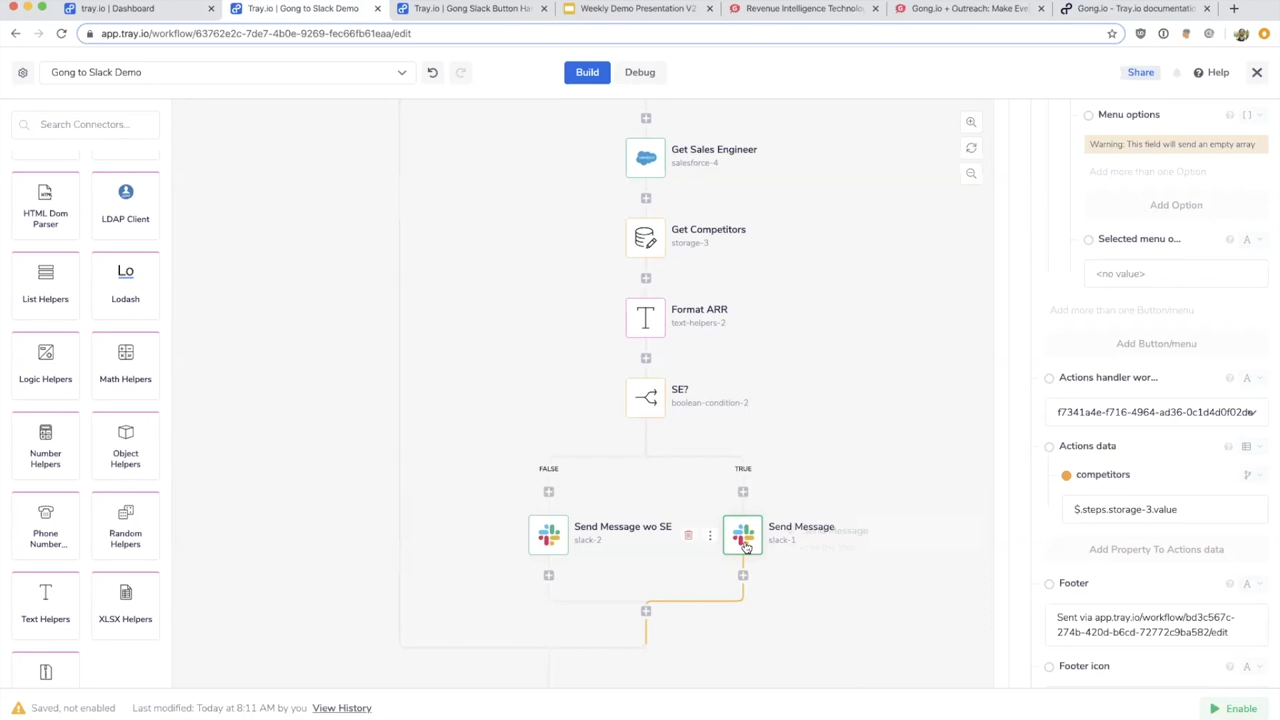 tray.io | Dashboard
Tray.io | Gong to Slack Demo
Tray.io | Gong Slack Button Ha
Weekly Demo Presentation V2
Revenue Intelligence Technolo
Gong.io + Outreach: Make Eve
Gong.io - Tray.io documentatio
app.tray.io/workflow/63762e2c-7de7-4b0e-9269-fec66fb61eaa/edit
Gong to Slack Demo
Build
Debug
Share
Help
Search Connectors...
HTML Dom
Parser
LDAP Client
List Helpers
Lo
Lodash
Logic Helpers
Math Helpers
Number
Helpers
Object
Helpers
Phone
Number...
Random
Helpers
Text Helpers
XLSX Helpers
Get Sales Engineer
salesforce-4
Get Competitors
storage-3
Format ARR
text-helpers-2
SE?
boolean-condition-2
FALSE
TRUE
Send Message wo SE
slack-2
Send Message
slack-1
Menu options
Warning: This field will send an empty array
Add more than one Option
Add Option
Selected menu o...
<no value>
Add more than one Button/menu
Add Button/menu
Actions handler wor...
Actions data
competitors
$.steps.storage-3.value
Add Property To Actions data
Footer
Sent via app.tray.io/workflow/bd3c567c-
274b-420d-b6cd-72772c9ba582/edit
Footer icon
Saved, not enabled
Last modified: Today at 8:11 AM by you
View History
Enable